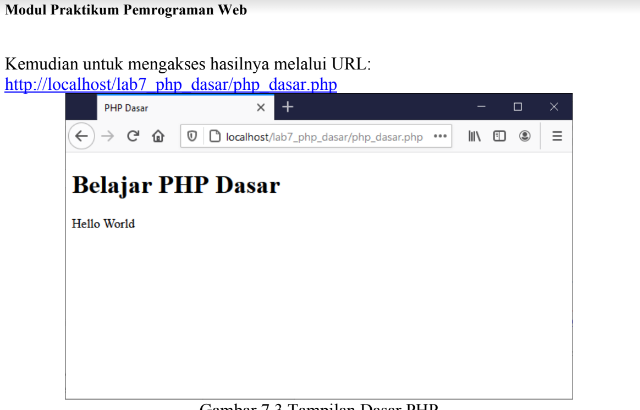 Modul Praktikum Pemrograman Web
Kemudian untuk mengakses hasilnya melalui URL:
http://localhost/lab7_php_dasar/php_dasar.php
PHP Dasar
localhost/lab7_php_dasar/php_dasar.php
Belajar PHP Dasar
Hello World
Gambar 7.3 Tampilan Dasar PHP